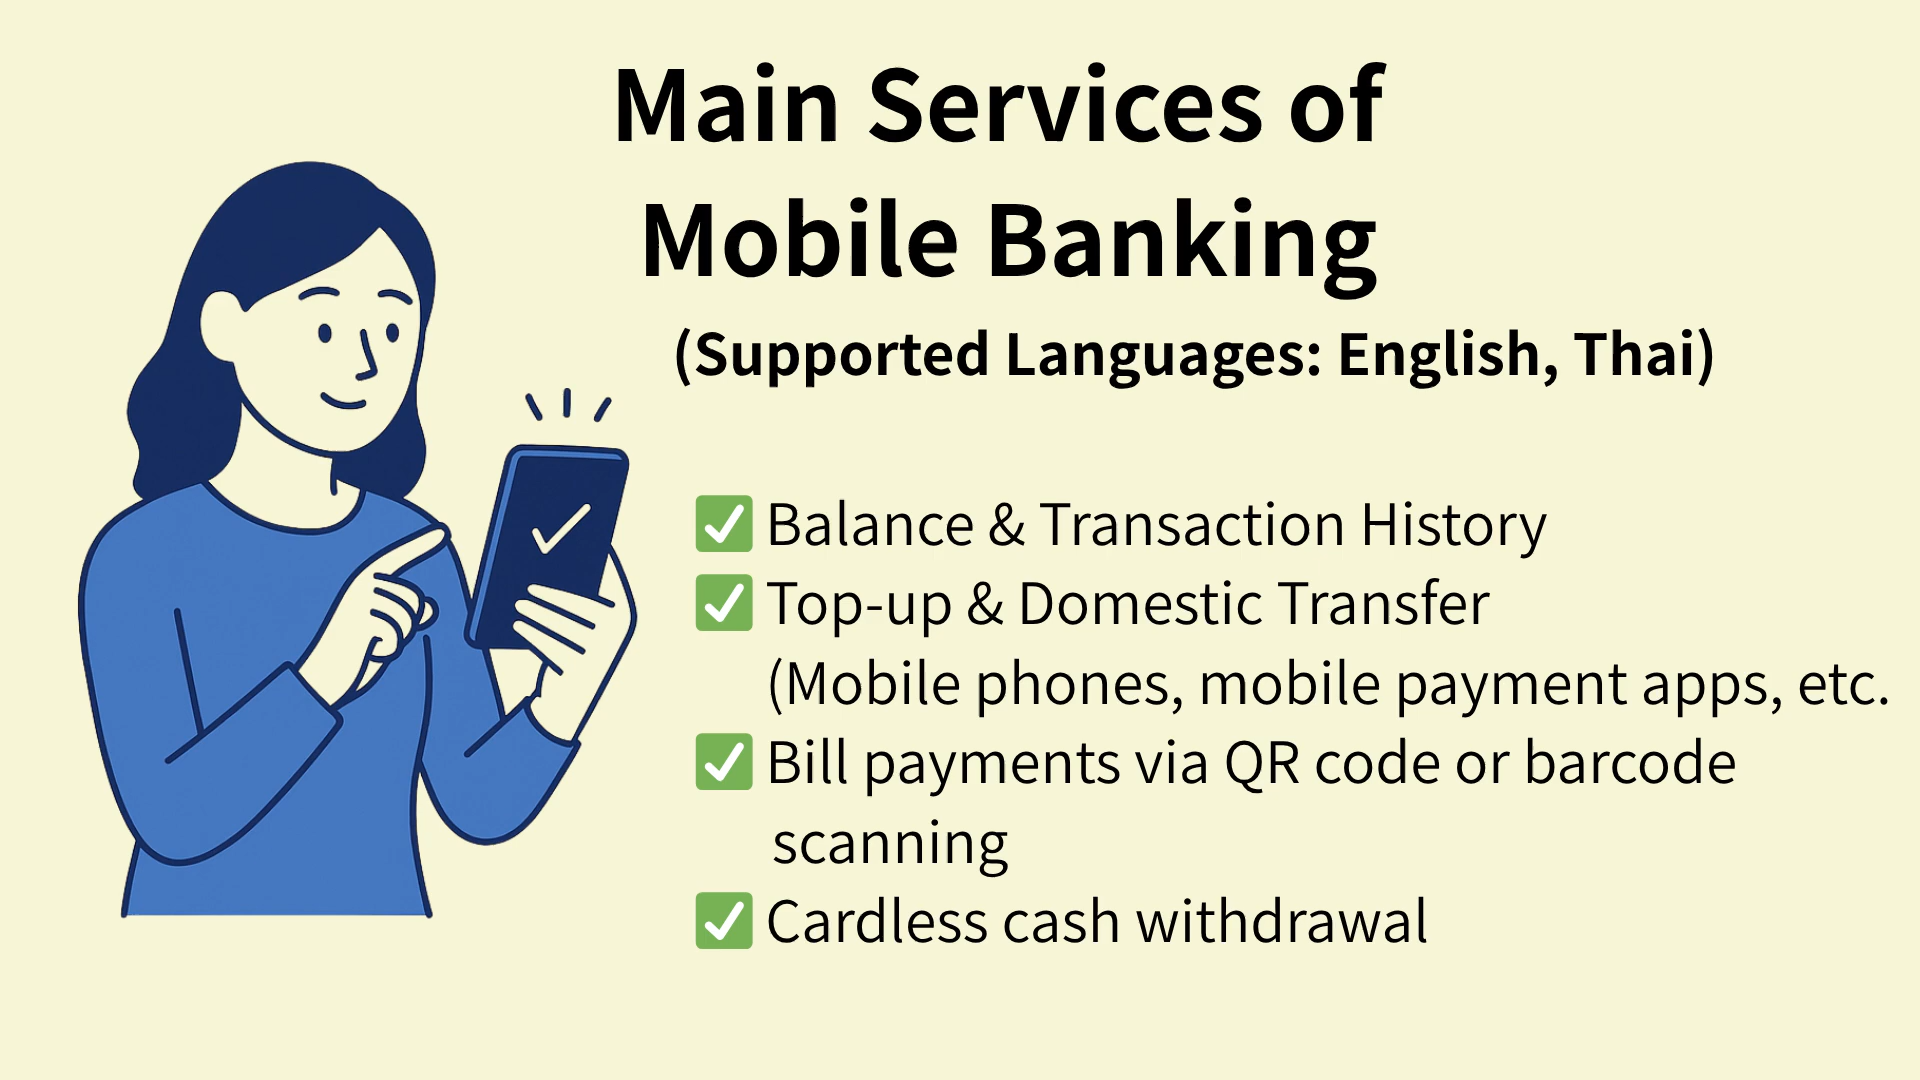 Main Services of
Mobile Banking
(Supported Languages: English, Thai)
✅ Balance & Transaction History
✅ Top-up & Domestic Transfer
(Mobile phones, mobile payment apps, etc.
✅ Bill payments via QR code or barcode
scanning
✅ Cardless cash withdrawal